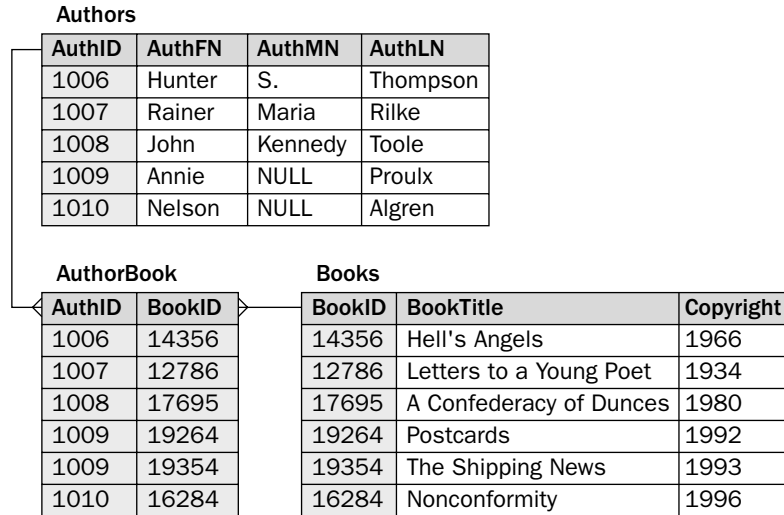 Authors
AuthID AuthFN AuthMN AuthLN
1006 Hunter S. Thompson
1007 Rainer Maria Rilke
1008 John Kennedy Toole
1009 Annie NULL Proulx
1010 Nelson NULL Algren
AuthorBook
AuthID BookID
1006 14356
1007 12786
1008 17695
1009 19264
1009 19354
1010 16284
Books
BookID BookTitle Copyright
14356 Hell's Angels 1966
12786 Letters to a Young Poet 1934
17695 A Confederacy of Dunces 1980
19264 Postcards 1992
19354 The Shipping News 1993
16284 Nonconformity 1996